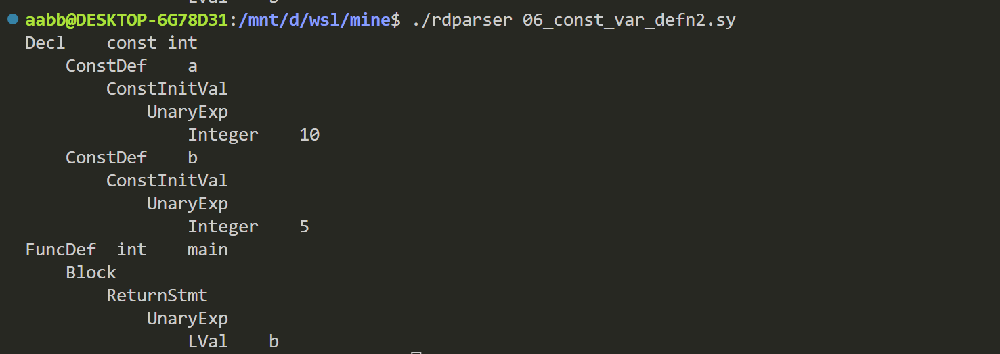 LVal    b
aabb@DESKTOP-6G78D31:/mnt/d/wsl/mine$ ./rdparser 06_const_var_defn2.sy
Decl    const int
    ConstDef    a
        ConstInitVal
            UnaryExp
                Integer    10
    ConstDef    b
        ConstInitVal
            UnaryExp
                Integer    5
FuncDef  int    main
    Block
        ReturnStmt
            UnaryExp
                LVal    b